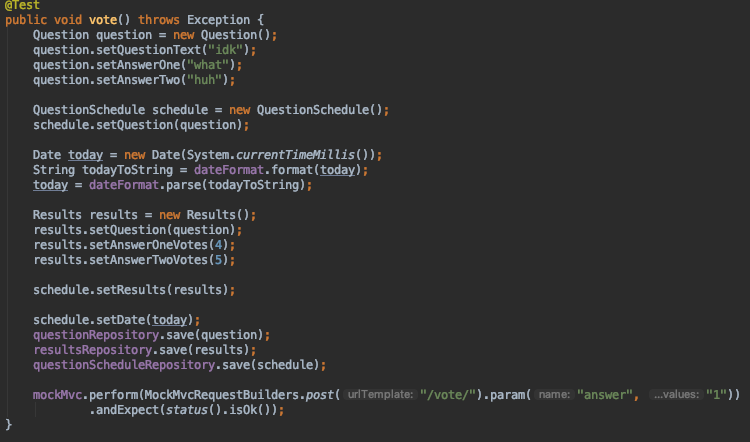 @Test
public void vote() throws Exception {
Question question = new Question();
question.setQuestionText("idk");
question.setAnswerOne("what");
question.setAnswerTwo("huh");
QuestionSchedule schedule = new QuestionSchedule();
schedule.setQuestion(question);
Date today = new Date(System.currentTimeMillis());
String todayToString = dateFormat.format(today);
today = dateFormat.parse(todayToString);
Results results = new Results();
results.setQuestion(question);
results.setAnswerOneVotes(4);
results.setAnswerTwoVotes(5);
schedule.setResults(results);
schedule.setDate(today);
questionRepository.save(question);
resultsRepository.save(results);
questionScheduleRepository.save(schedule);
mockMvc.perform(MockMvcRequestBuilders.post( urlTemplate: "/vote/").param( name: "answer", ...values: "1"))
.andExpect(status().isOk());
}